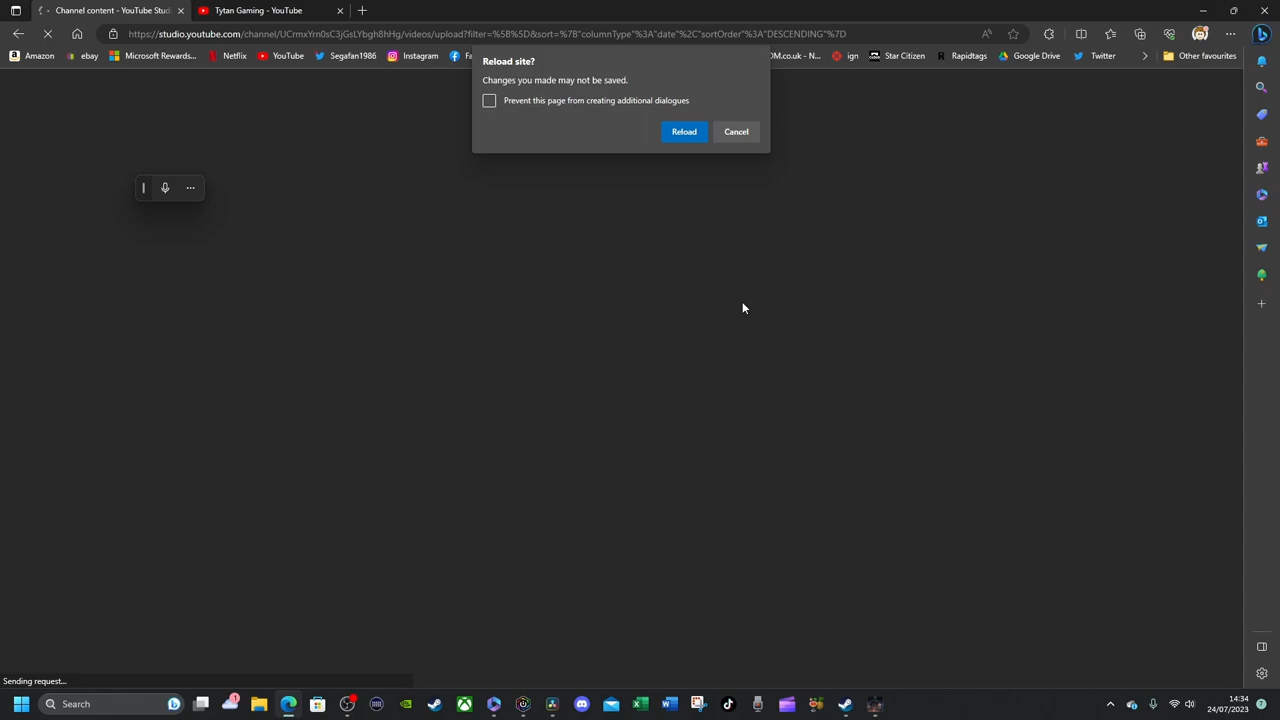 Channel content - YouTube Studi
Tytan Gaming - YouTube
https://studio.youtube.com/channel/UCrmxYrn0sC3jGsLYbgh8hHg/videos/upload?filter=%5B%5D&sort=%7B"columnType"%3A"date"%2C"sortOrder"%3A"DESCENDING"%7D
Amazon ebay Microsoft Rewards... Netflix YouTube Segafan1986 Instagram Fa OM.co.uk - N... ign Star Citizen Rapidtags Google Drive Twitter Other favourites
Reload site?
Changes you made may not be saved.
Prevent this page from creating additional dialogues
Reload Cancel
Sending request...
Search 1 14:34
24/07/2023 7